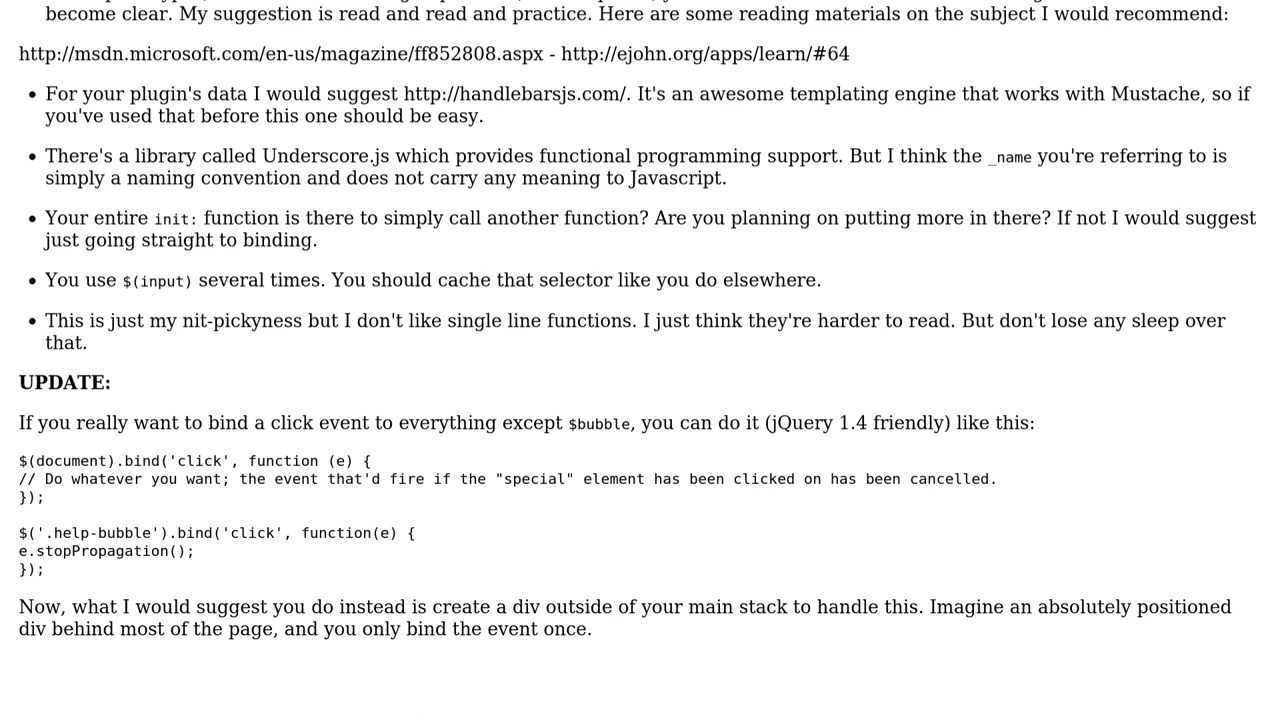 become clear. My suggestion is read and read and practice. Here are some reading materials on the subject I would recommend:
http://msdn.microsoft.com/en-us/magazine/ff852808.aspx - http://ejohn.org/apps/learn/#64
• For your plugin's data I would suggest http://handlebarsjs.com/. It's an awesome templating engine that works with Mustache, so if
you've used that before this one should be easy.
• There's a library called Underscore.js which provides functional programming support. But I think the _name you're referring to is
simply a naming convention and does not carry any meaning to Javascript.
• Your entire init: function is there to simply call another function? Are you planning on putting more in there? If not I would suggest
just going straight to binding.
• You use $(input) several times. You should cache that selector like you do elsewhere.
• This is just my nit-pickyness but I don't like single line functions. I just think they're harder to read. But don't lose any sleep over
that.
UPDATE:
If you really want to bind a click event to everything except $bubble, you can do it (jQuery 1.4 friendly) like this:
$(document).bind('click', function (e) {
// Do whatever you want; the event that'd fire if the "special" element has been clicked on has been cancelled.
});
$('.help-bubble').bind('click', function(e) {
e.stopPropagation();
});
Now, what I would suggest you do instead is create a div outside of your main stack to handle this. Imagine an absolutely positioned
div behind most of the page, and you only bind the event once.